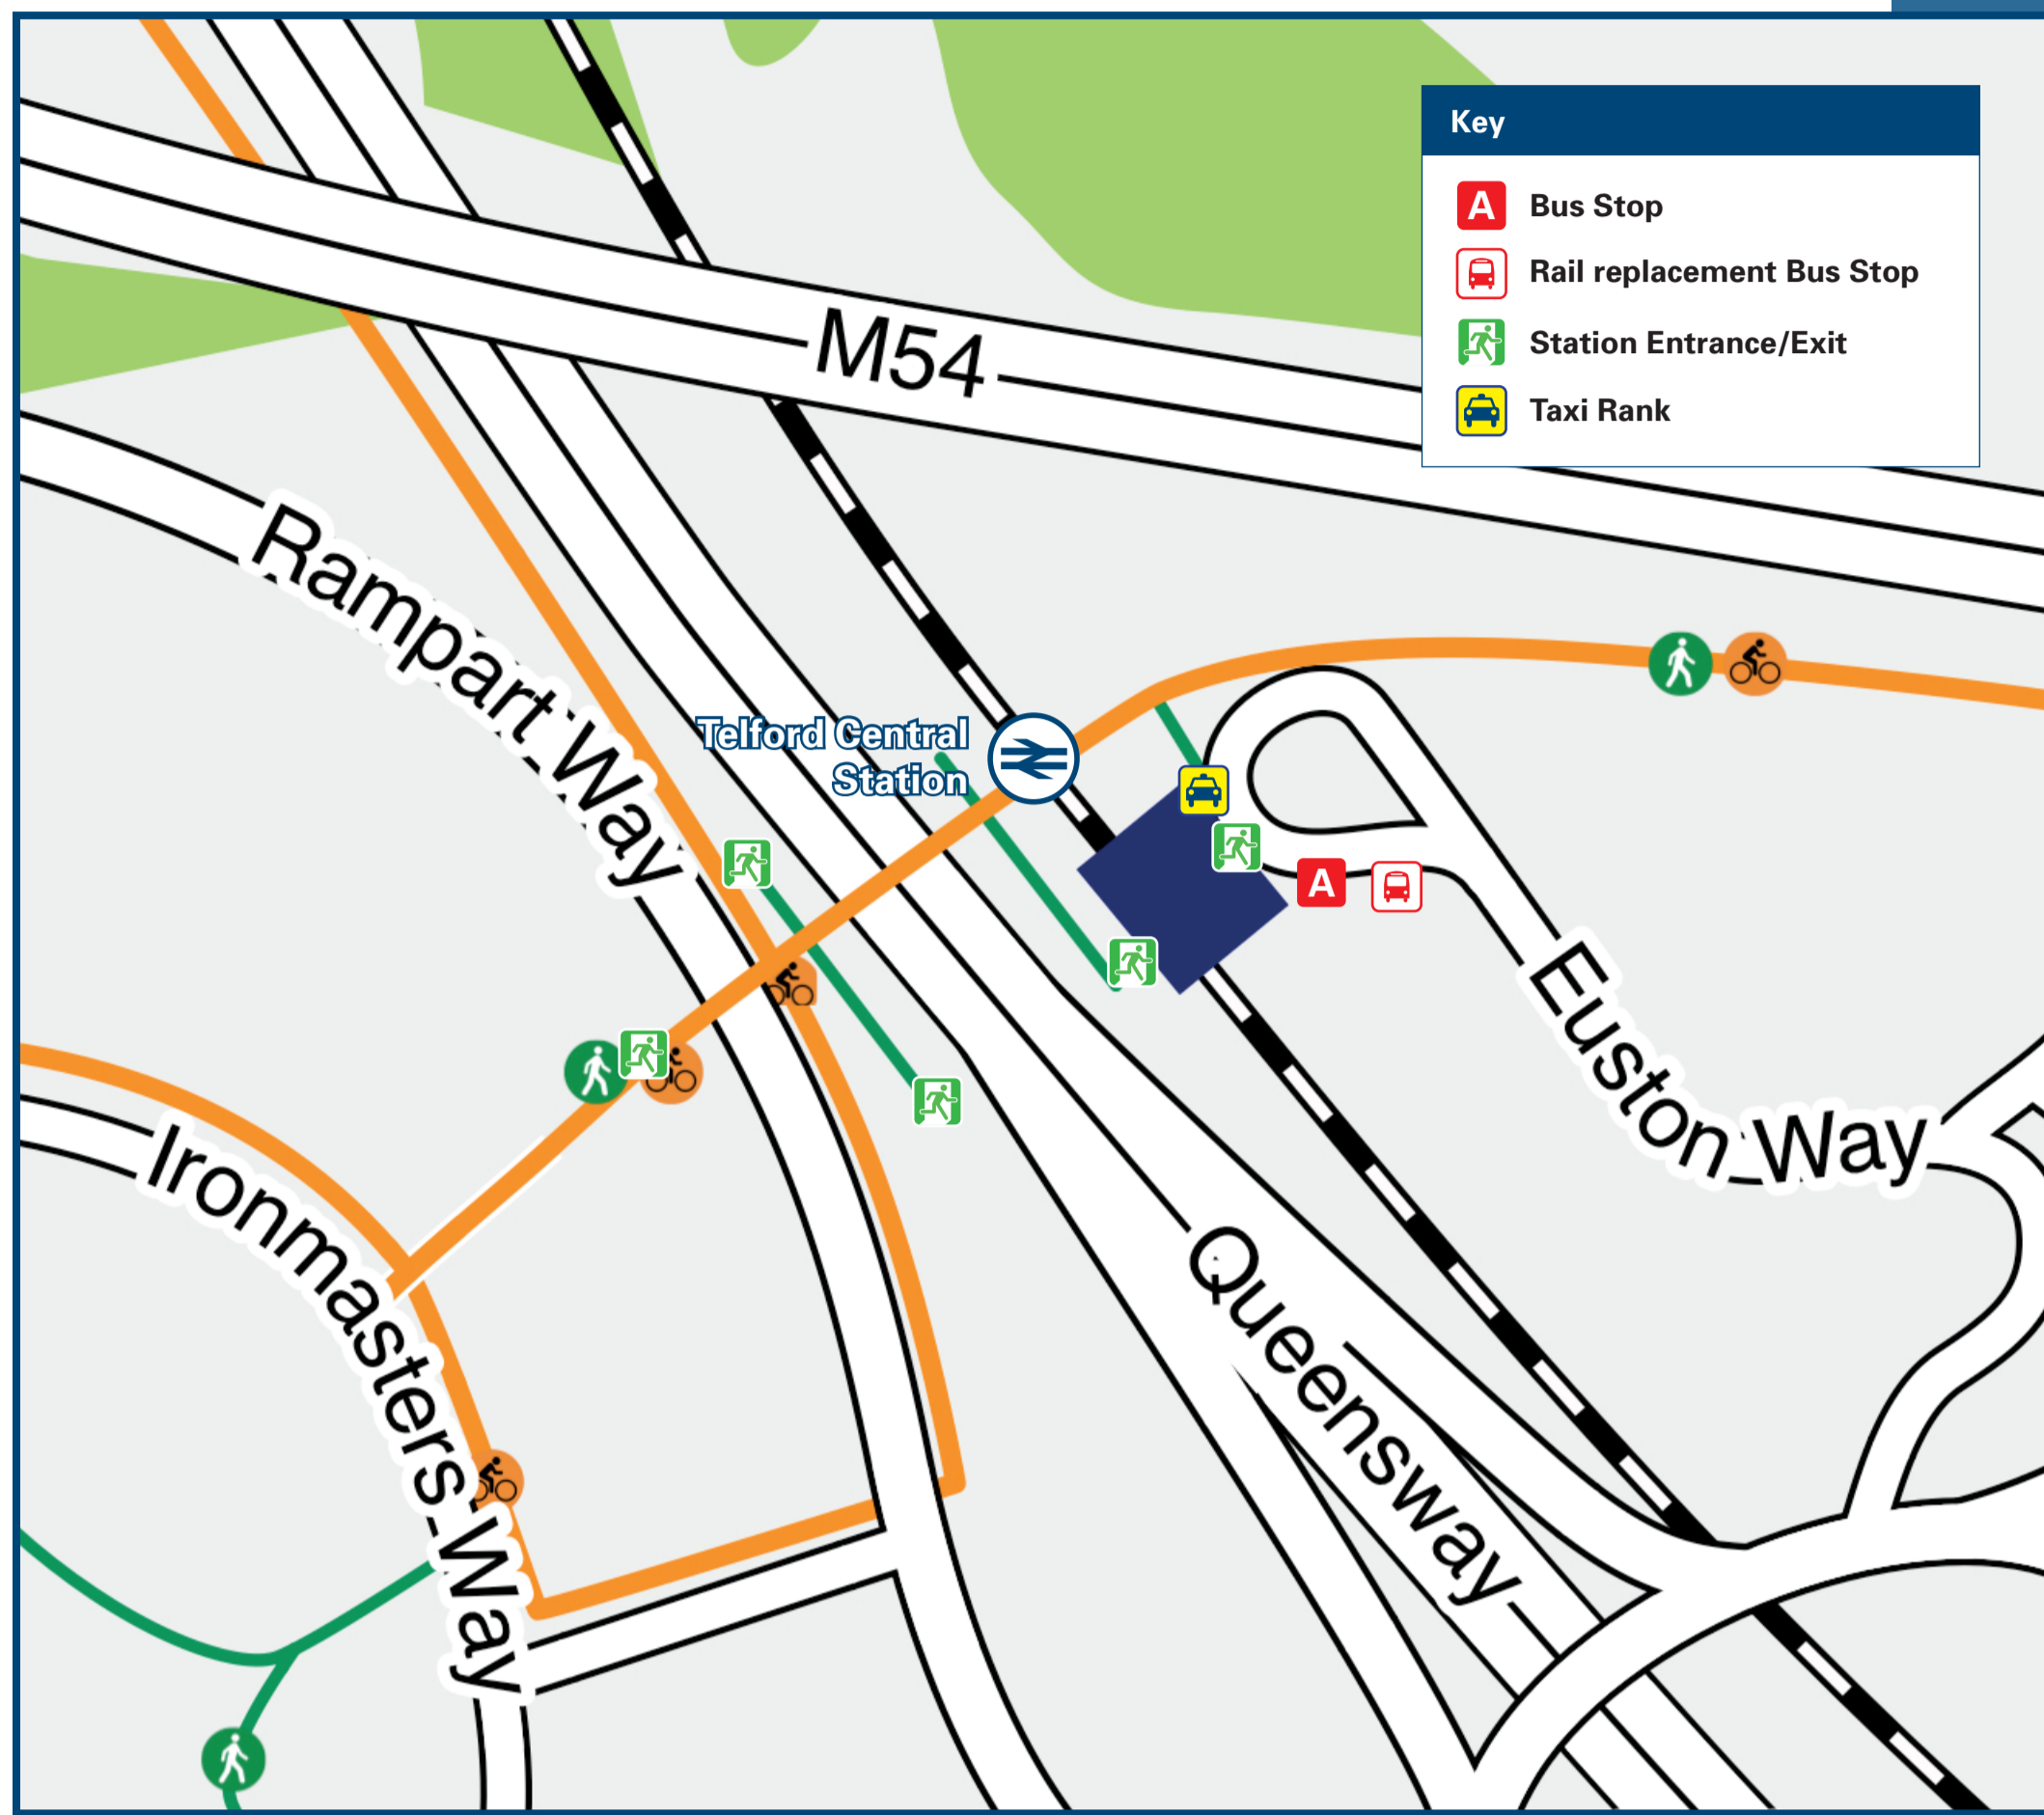 Key
A
Bus Stop
Rail replacement Bus Stop
Station Entrance/Exit
Taxi Rank
M54
Rampart Way
Telford Central
Station
A
Euston Way
Ironmasters Way
Queensway